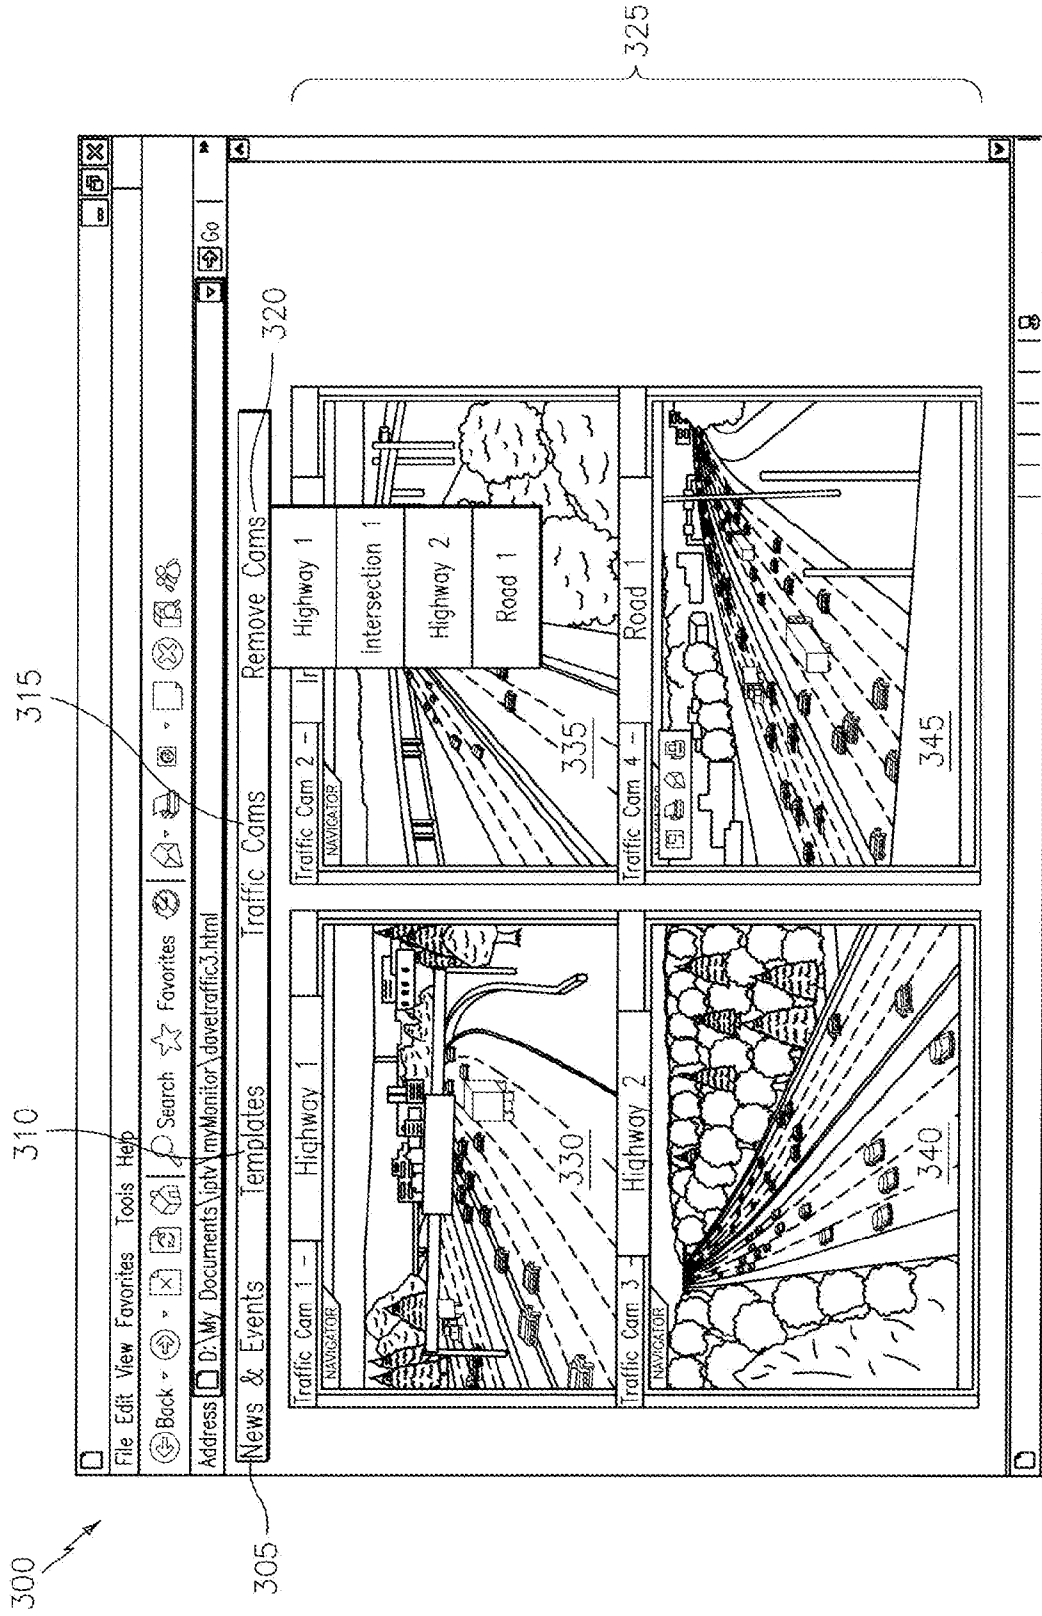 300
310
315
File Edit View Favorites Tools Help
Back
Search
Favorites
Address
D:\My Documents\iphv\myMonitor\davetraffic3.html
Go
305
News & Events
Templates
Traffic Cams
Remove Cams
320
Highway 1
Intersection 1
Highway 2
Road 1
Traffic Cam 1 - Highway 1
NAVIGATOR
330
Traffic Cam 2 - In
NAVIGATOR
335
Traffic Cam 3 - Highway 2
NAVIGATOR
340
Traffic Cam 4 - Road 1
345
325